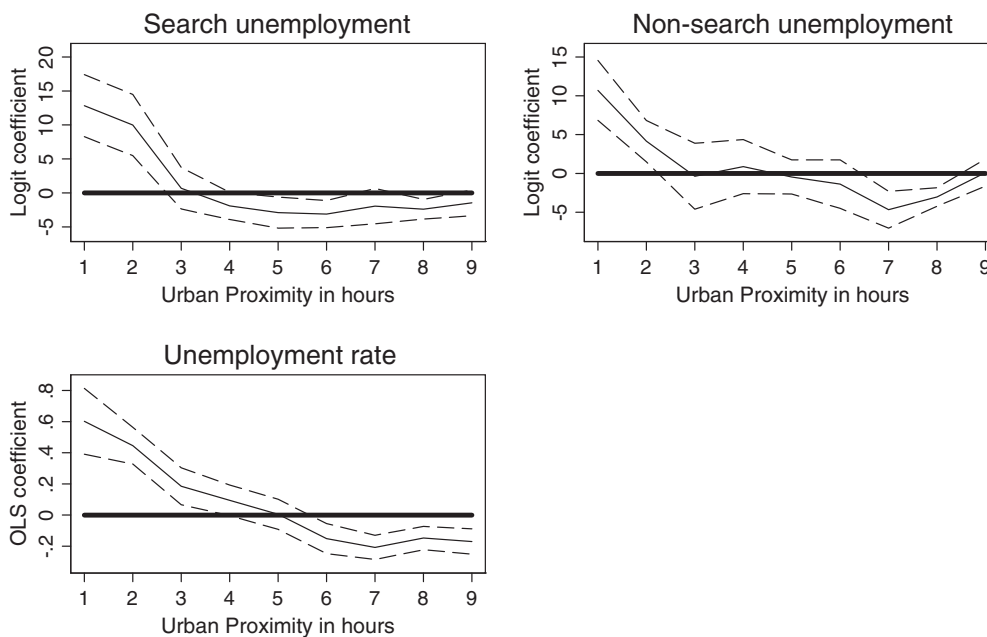 Search unemployment
Logit coefficient
20
15
10
5
0
-5
1 2 3 4 5 6 7 8 9
Urban Proximity in hours
Non-search unemployment
Logit coefficient
15
10
5
0
-5
1 2 3 4 5 6 7 8 9
Urban Proximity in hours
Unemployment rate
OLS coefficient
.8
.6
.4
.2
0
-.2
1 2 3 4 5 6 7 8 9
Urban Proximity in hours